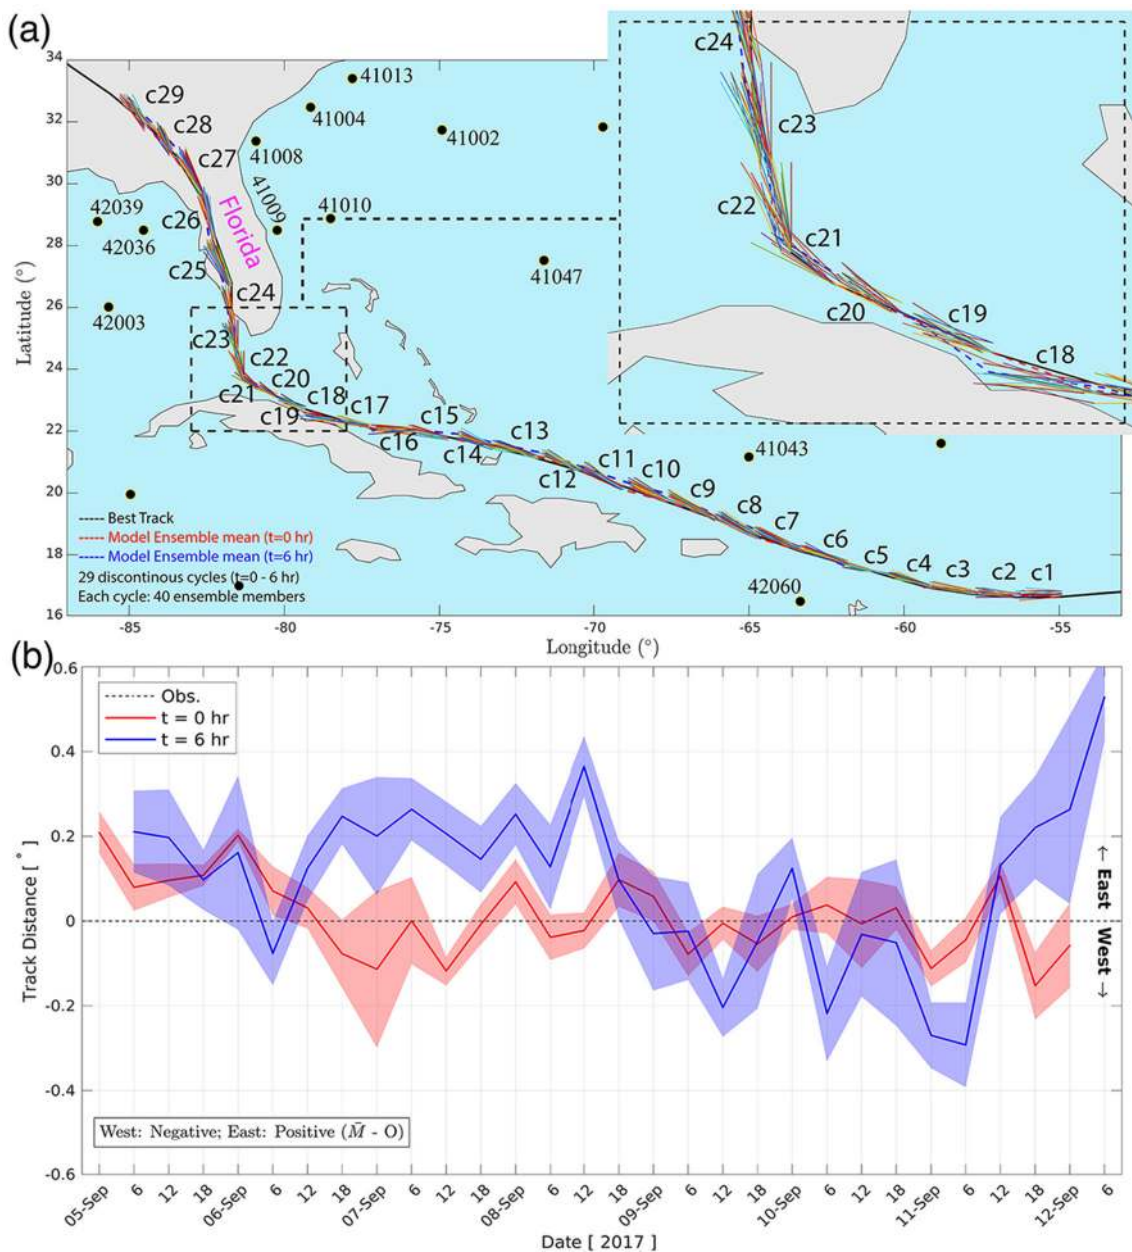 (a)
34
32
30
28
26
24
22
20
18
16
Latitude (°)
c29
c28
c27
c26
c25
c24
c23
c22
c21
c20
c19
c18
c17
c16
c15
c14
c13
c12
c11
c10
c9
c8
c7
c6
c5
c4
c3
c2
c1
Florida
41013
41004
41002
41008
41009
41010
41047
42039
42036
42003
41043
42060
c24
c23
c22
c21
c20
c19
c18
Best Track
Model Ensemble mean (t=0 hr)
Model Ensemble mean (t=6 hr)
29 discontinous cycles (t=0 - 6 hr)
Each cycle: 40 ensemble members
-85 -80 -75 -70 -65 -60 -55
Longitude (°)
(b)
0.6
0.4
0.2
0
-0.2
-0.4
-0.6
Track Distance [ ° ]
Obs.
t = 0 hr
t = 6 hr
← East
West →
West: Negative; East: Positive (M̄ - O)
05-Sep 6 12 18 06-Sep 6 12 18 07-Sep 6 12 18 08-Sep 6 12 18 09-Sep 6 12 18 10-Sep 6 12 18 11-Sep 6 12 18 12-Sep 6
Date [ 2017 ]